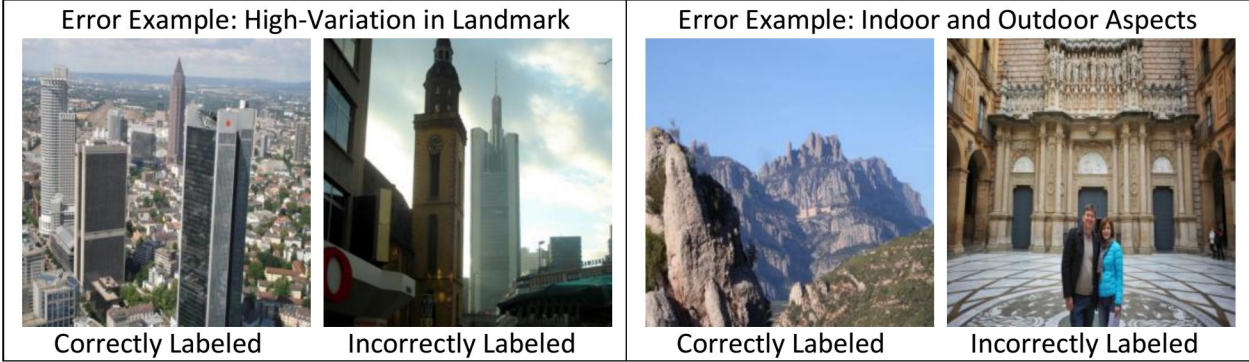 Error Example: High-Variation in Landmark
Correctly Labeled
Incorrectly Labeled
Error Example: Indoor and Outdoor Aspects
Correctly Labeled
Incorrectly Labeled